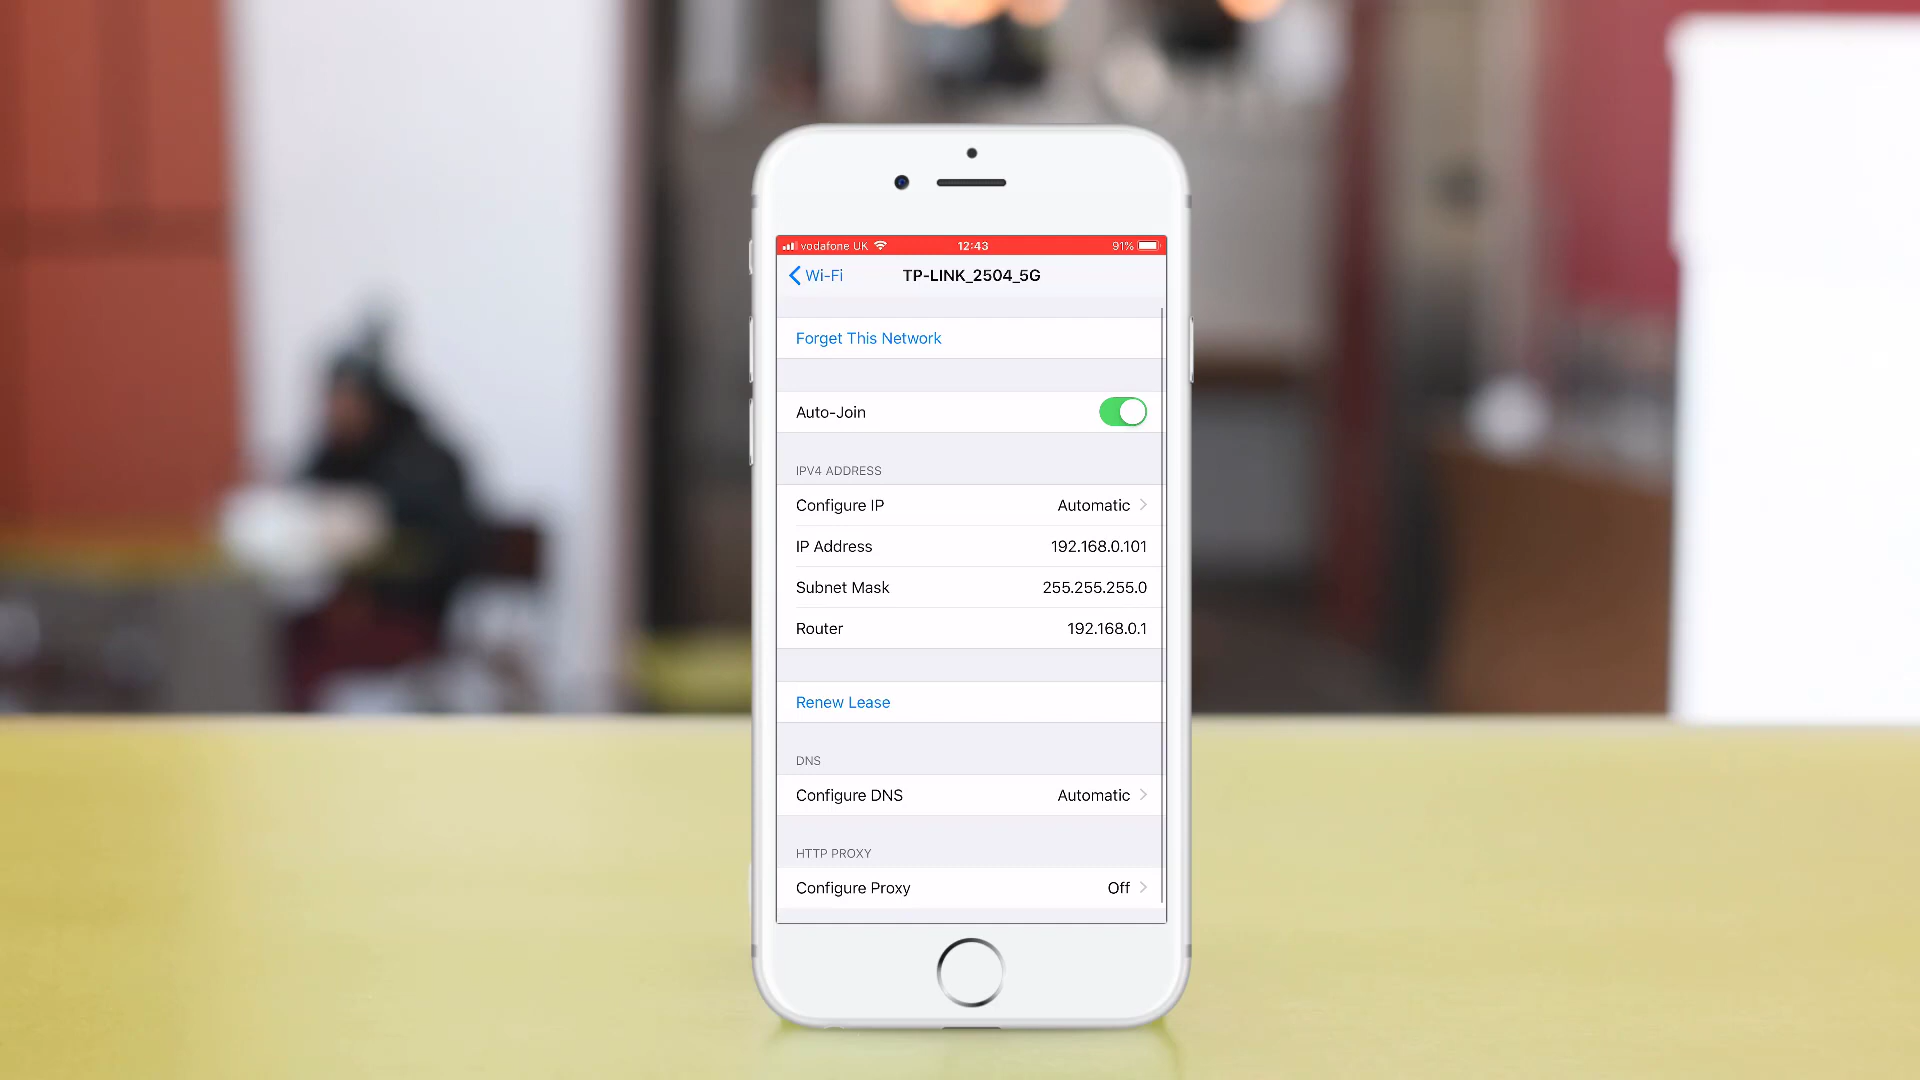 vodafone UK 12:43 91%
Wi-Fi TP-LINK_2504_5G
Forget This Network
Auto-Join
IPV4 ADDRESS
Configure IP Automatic
IP Address 192.168.0.101
Subnet Mask 255.255.255.0
Router 192.168.0.1
Renew Lease
DNS
Configure DNS Automatic
HTTP PROXY
Configure Proxy Off